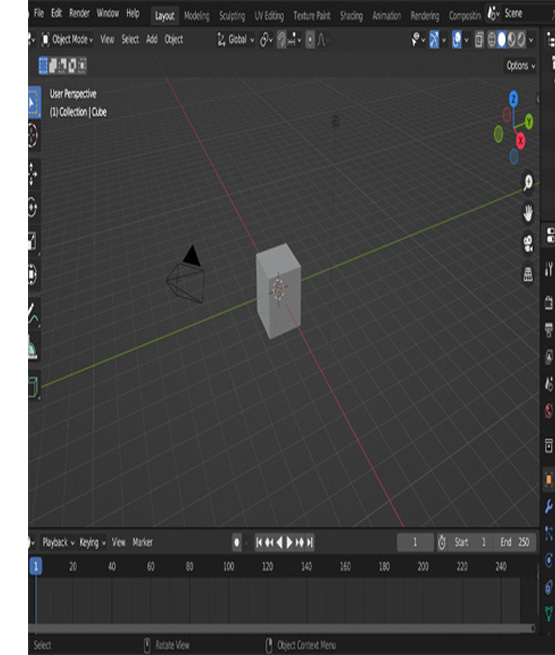 File Edit Render Window Help Layout Modeling Sculpting UV Editing Texture Paint Shading Animation Rendering Compositin Scene
Object Mode View Select Add Object Global
Options
User Perspective
(1) Collection | Cube
Z
Y
X
Playback Keying View Marker 1 Start 1 End 250
1 20 40 60 80 100 120 140 160 180 200 220 240
Select Rotate View Object Context Menu